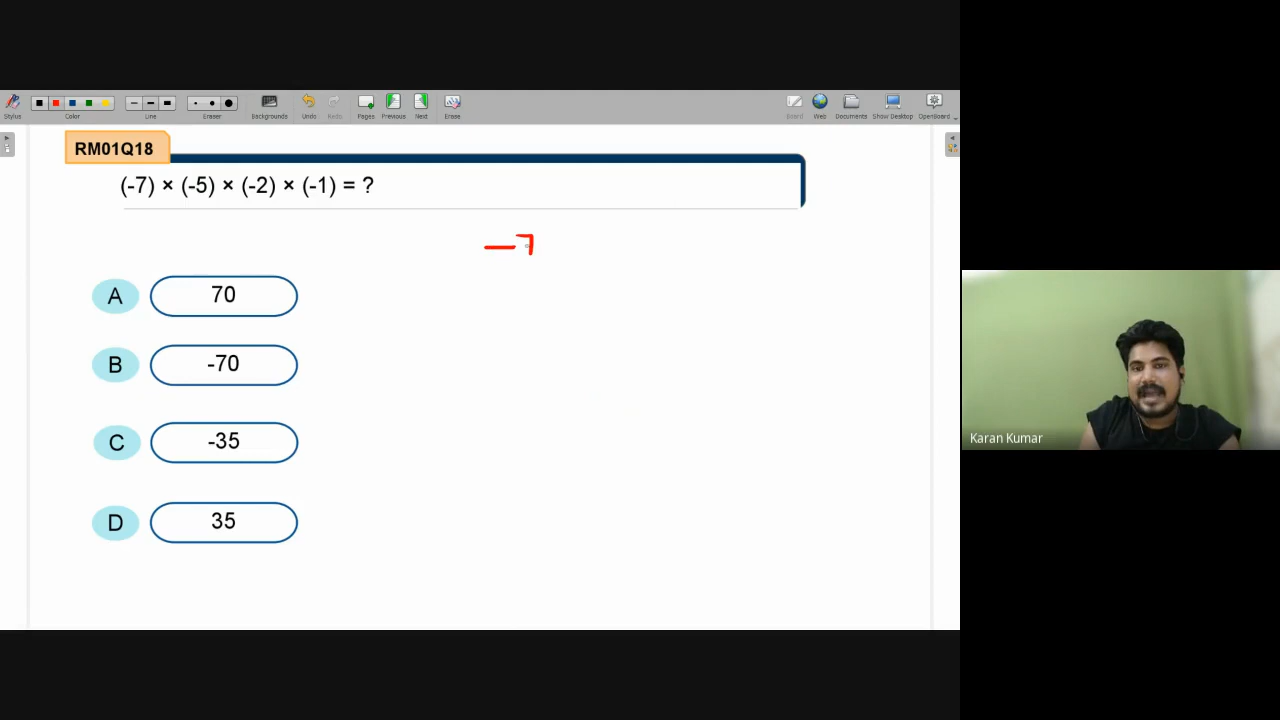 Stylus
Color
Line
Eraser
Backgrounds
Undo
Redo
Pages
Previous
Next
Erase
Board
Web
Documents
Show Desktop
OpenBoard
RM01Q18
(-7) × (-5) × (-2) × (-1) = ?
-7
A 70
B -70
C -35
D 35
Karan Kumar